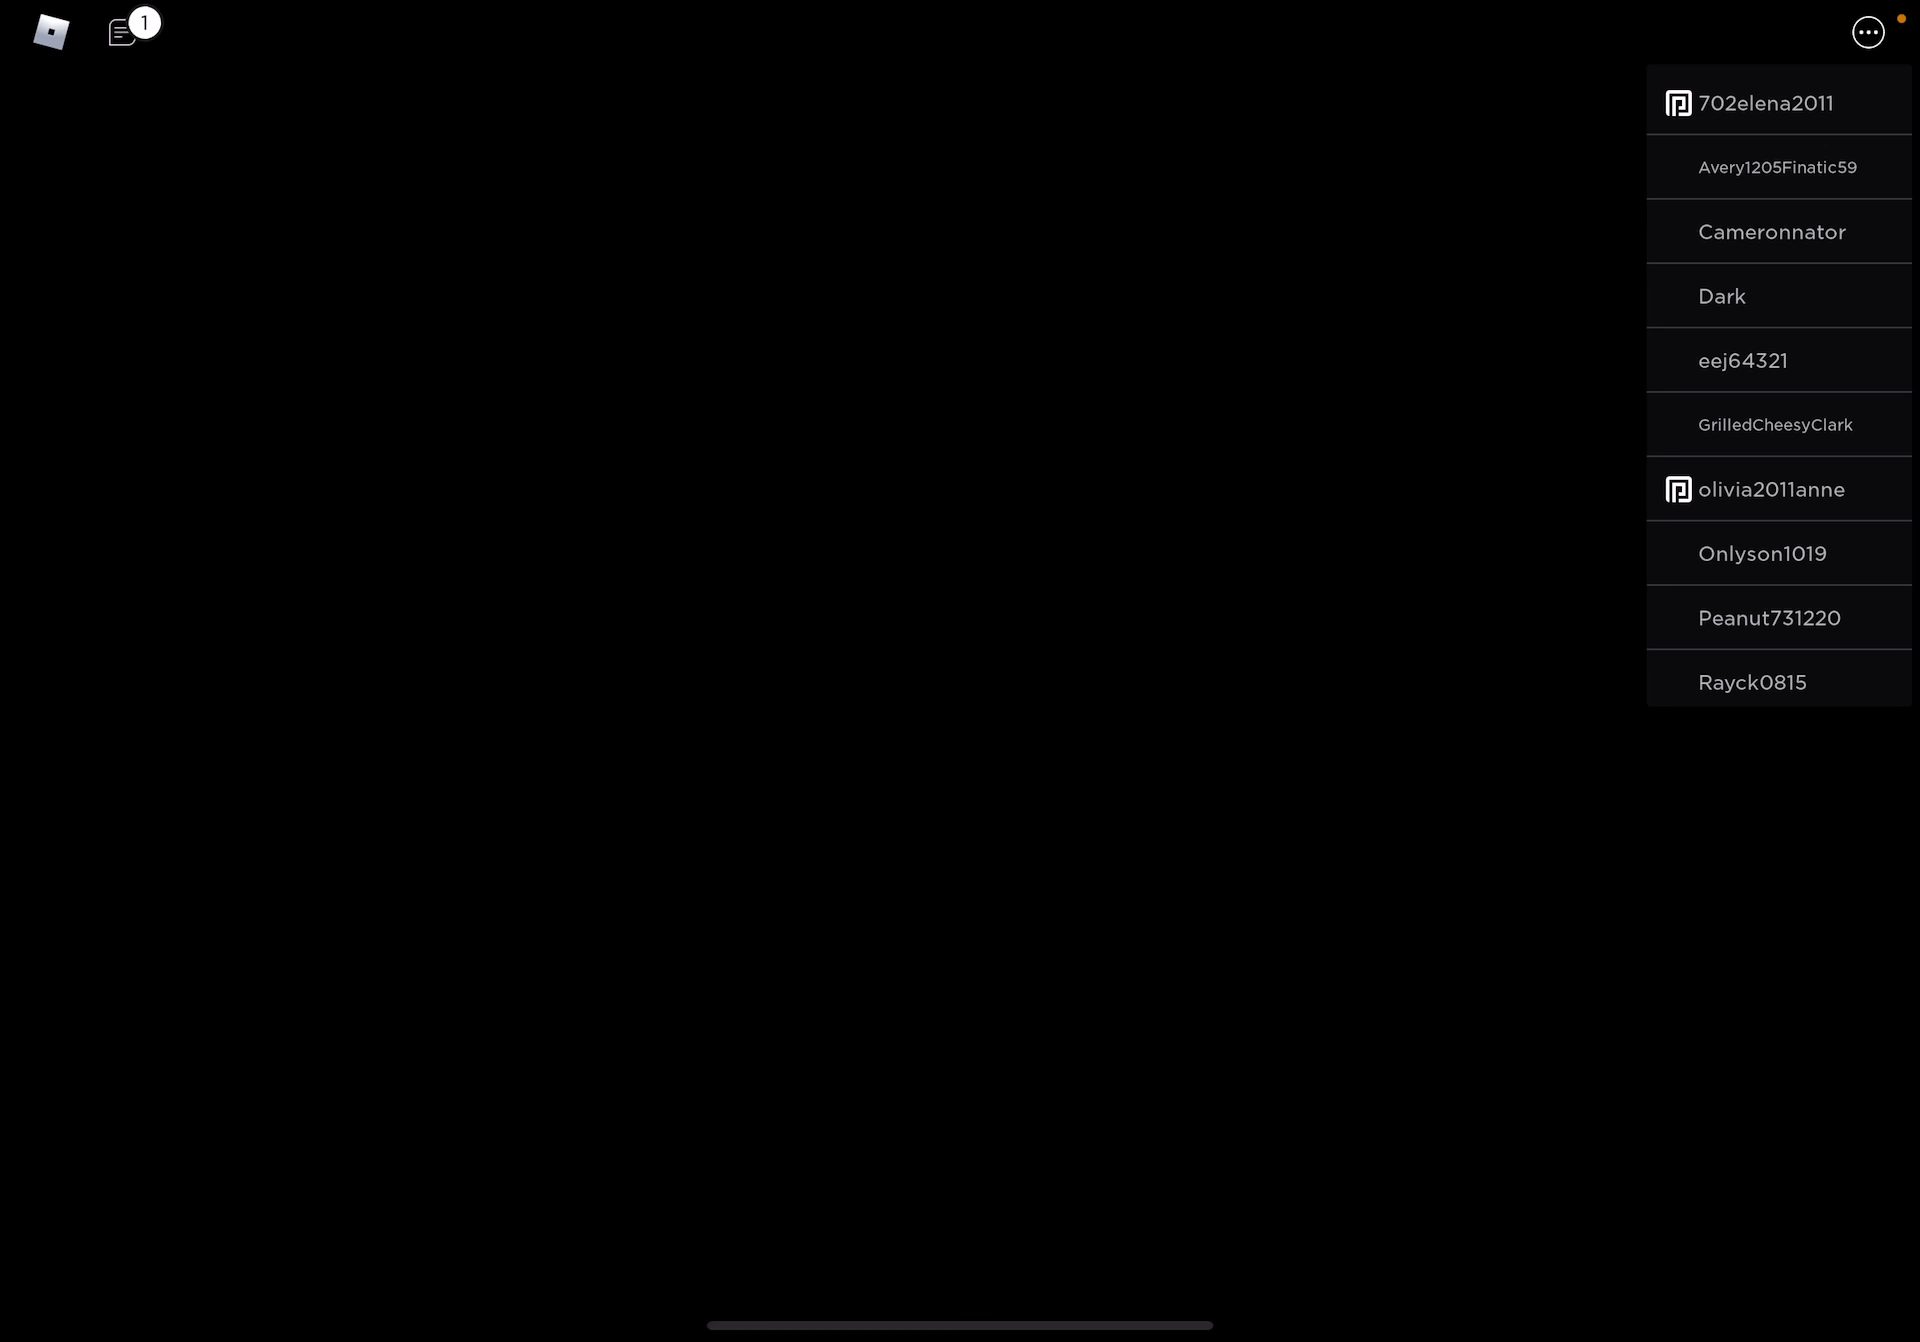 1
702elena2011
Avery1205Finatic59
Cameronnator
Dark
eej64321
GrilledCheesyClark
olivia2011anne
Onlyson1019
Peanut731220
Rayck0815